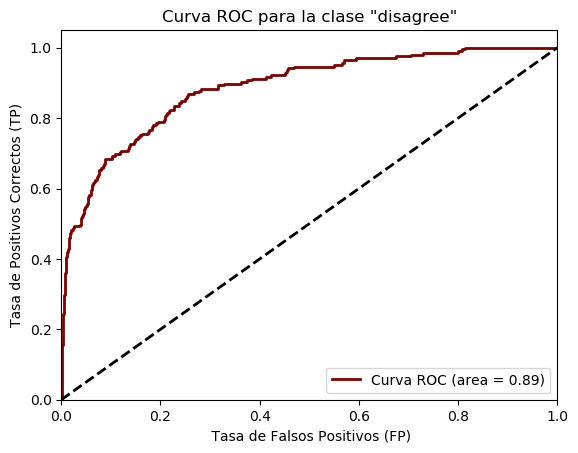 Curva ROC para la clase "disagree"
Tasa de Positivos Correctos (TP)
1.0
0.8
0.6
0.4
0.2
0.0
Curva ROC (area = 0.89)
0.0 0.2 0.4 0.6 0.8 1.0
Tasa de Falsos Positivos (FP)